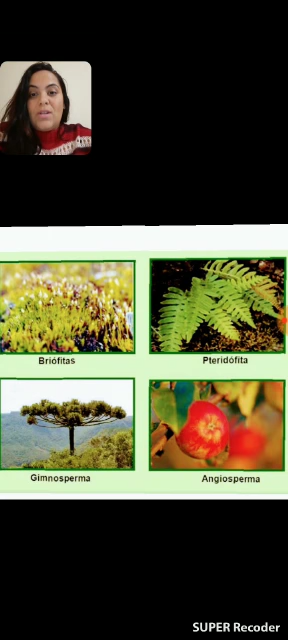 Briófitas
Pteridófita
Gimnosperma
Angiosperma
SUPER Recoder